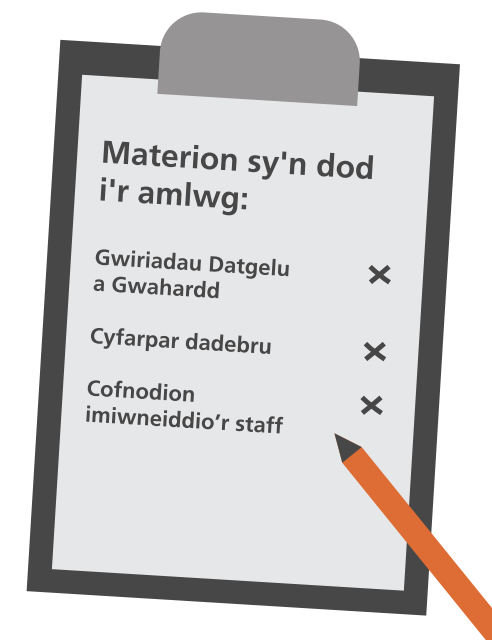 Materion sy'n dod
i'r amlwg:
Gwiriadau Datgelu
a Gwahardd
Cyfarpar dadebru
Cofnodion
imiwneiddio’r staff